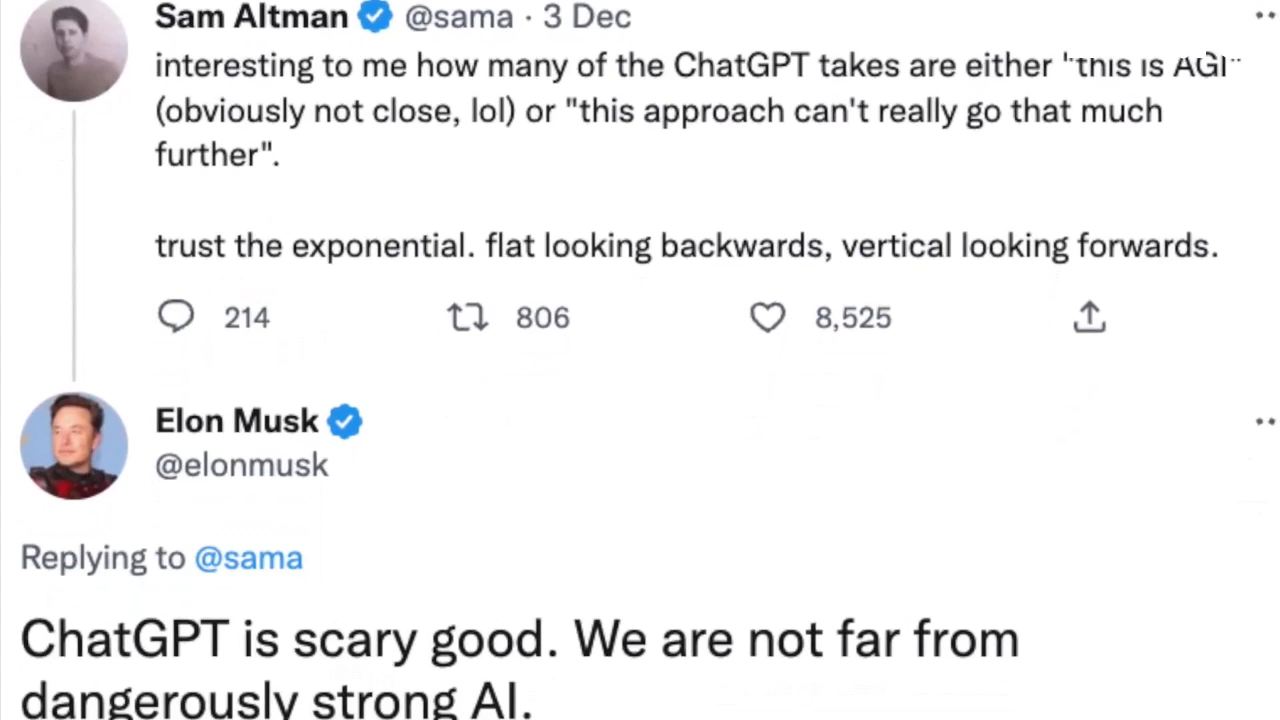 Sam Altman @sama · 3 Dec
interesting to me how many of the ChatGPT takes are either "this is AGI"
(obviously not close, lol) or "this approach can't really go that much
further".
trust the exponential. flat looking backwards, vertical looking forwards.
214 806 8,525
Elon Musk
@elonmusk
Replying to @sama
ChatGPT is scary good. We are not far from
dangerously strong AI.